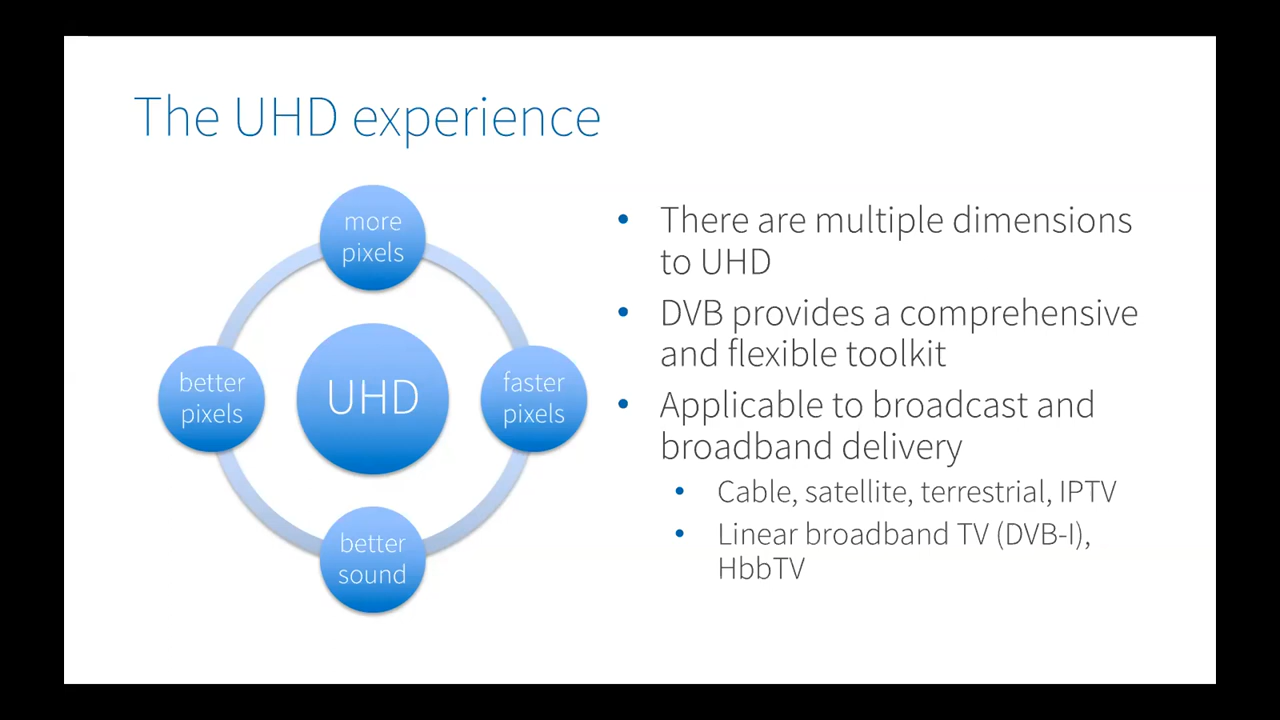 The UHD experience
more
pixels
better
pixels
UHD
faster
pixels
better
sound
• There are multiple dimensions
to UHD
• DVB provides a comprehensive
and flexible toolkit
• Applicable to broadcast and
broadband delivery
• Cable, satellite, terrestrial, IPTV
• Linear broadband TV (DVB-I),
HbbTV